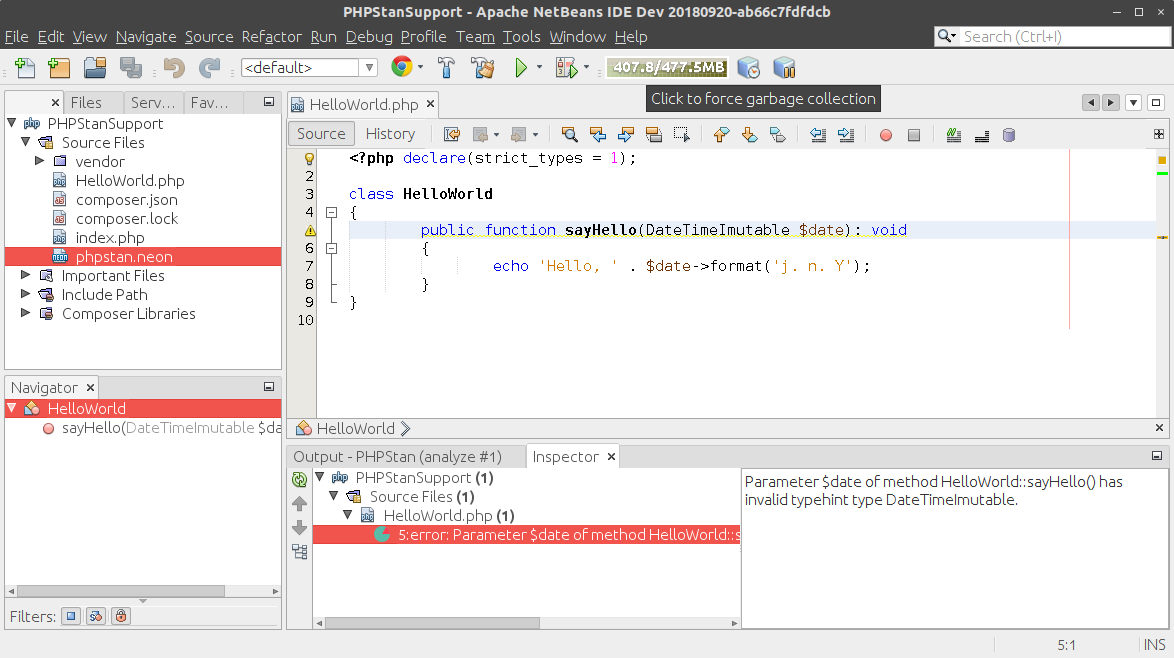 PHPStanSupport - Apache NetBeans IDE Dev 20180920-ab66c7fdfdcb
File Edit View Navigate Source Refactor Run Debug Profile Team Tools Window Help
Search (Ctrl+I)
<default>
407.8/477.5MB
Click to force garbage collection
Files Serv... Fav...
PHPStanSupport
Source Files
vendor
HelloWorld.php
composer.json
composer.lock
index.php
phpstan.neon
Important Files
Include Path
Composer Libraries
HelloWorld.php
Source History
<?php declare(strict_types = 1);
2
3 class HelloWorld
4 {
public function sayHello(DateTimeImutable $date): void
6 {
7 echo 'Hello, ' . $date->format('j. n. Y');
8 }
9 }
10
HelloWorld
Navigator
HelloWorld
sayHello(DateTimeImutable $da
Filters:
Output - PHPStan (analyze #1) Inspector
PHPStanSupport (1)
Source Files (1)
HelloWorld.php (1)
5:error: Parameter $date of method HelloWorld::s
Parameter $date of method HelloWorld::sayHello() has
invalid typehint type DateTimeImutable.
5:1 INS